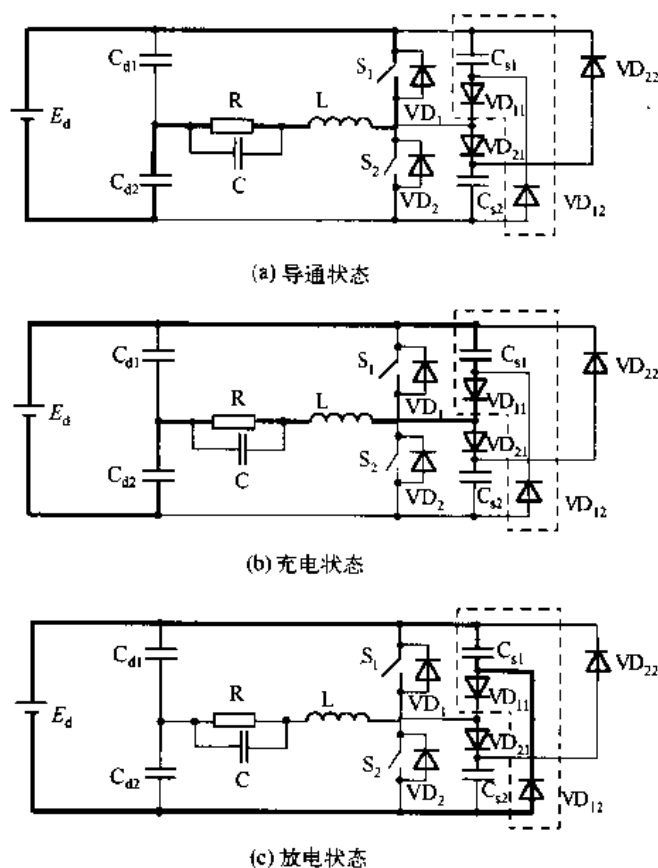 C_d1
S_1
C_s1
VD_22
E_d
R
L
VD_1
VD_11
VD_21
C_d2
C
S_2
VD_2
C_s2
VD_12
(a) 导通状态
C_d1
S_1
C_s1
VD_22
E_d
R
L
VD_1
VD_11
VD_21
C_d2
C
S_2
VD_2
C_s2
VD_12
(b) 充电状态
C_d1
S_1
C_s1
VD_22
E_d
R
L
VD_1
VD_11
VD_21
C_d2
C
S_2
VD_2
C_s2
VD_12
(c) 放电状态